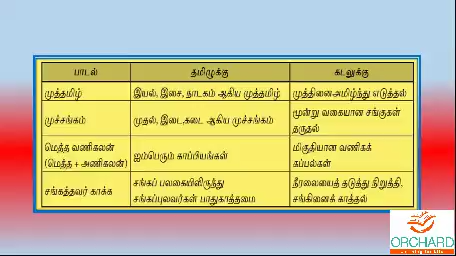 பாடல் தமிழுக்கு கடலுக்கு
முத்தமிழ் இயல், இசை, நாடகம் ஆகிய முத்தமிழ் முத்தினைஅமிழ்ந்து எடுத்தல்
முச்சங்கம் முதல், இடை,கடை ஆகிய முச்சங்கம் மூன்று வகையான சங்குகள்
தருதல்
மெத்த வணிகலன்
(மெத்த + அணிகலன்) ஐம்பெரும் காப்பியங்கள் மிகுதியான வணிகக்
கப்பல்கள்
சங்கத்தவர் காக்க சங்கப் பலகையிலிருந்து
சங்கப்புலவர்கள் பாதுகாத்தமை நீரலையைத் தடுத்து நிறுத்தி,
சங்கினைக் காத்தல்
ORCHARD